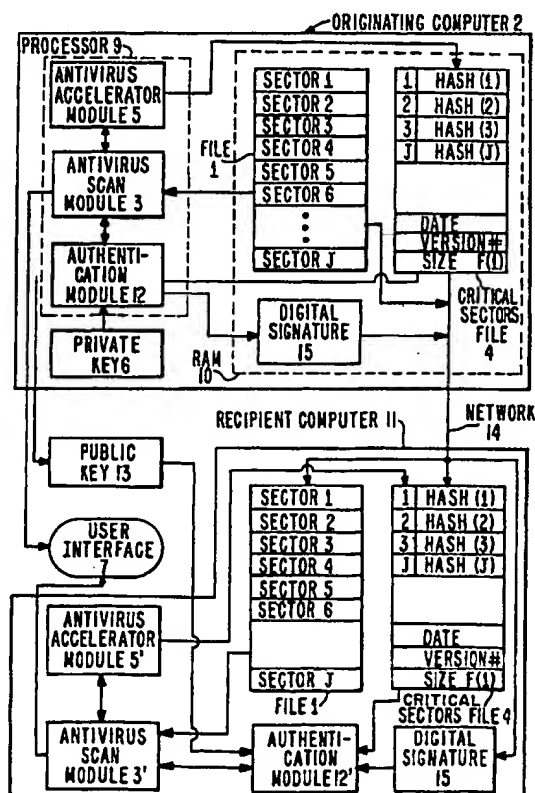 ORIGINATING COMPUTER 2
PROCESSOR 9
ANTIVIRUS
ACCELERATOR
MODULE 5
ANTIVIRUS
SCAN
MODULE 3
AUTHENTI-
CATION
MODULE 12
PRIVATE
KEY 6
FILE
1
SECTOR 1
SECTOR 2
SECTOR 3
SECTOR 4
SECTOR 5
SECTOR 6
SECTOR J
1 HASH (1)
2 HASH (2)
3 HASH (3)
J HASH (J)
DATE
VERSION #
SIZE F(1)
CRITICAL
SECTORS
FILE
4
DIGITAL
SIGNATURE
15
RAM
10
NETWORK
14
RECIPIENT COMPUTER 11
PUBLIC
KEY 13
USER
INTERFACE
7
ANTIVIRUS
ACCELERATOR
MODULE 5'
ANTIVIRUS
SCAN
MODULE 3'
SECTOR 1
SECTOR 2
SECTOR 3
SECTOR 4
SECTOR 5
SECTOR 6
SECTOR J
FILE 1
1 HASH (1)
2 HASH (2)
3 HASH (3)
J HASH (J)
DATE
VERSION #
SIZE F(1)
CRITICAL
SECTORS FILE 4
AUTHENTI-
CATION
MODULE 12'
DIGITAL
SIGNATURE
15